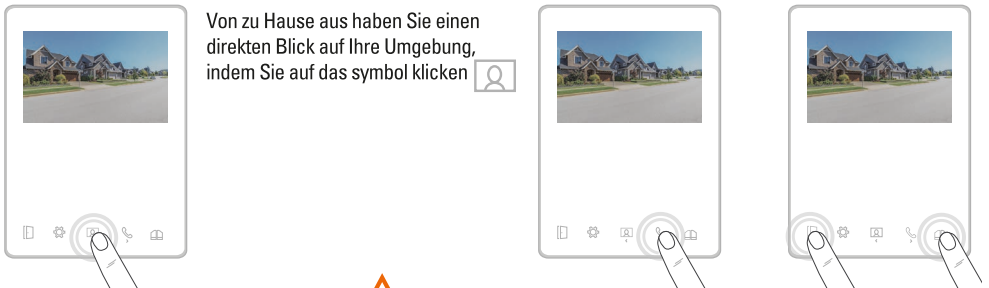 Von zu Hause aus haben Sie einen
direkten Blick auf Ihre Umgebung,
indem Sie auf das symbol klicken